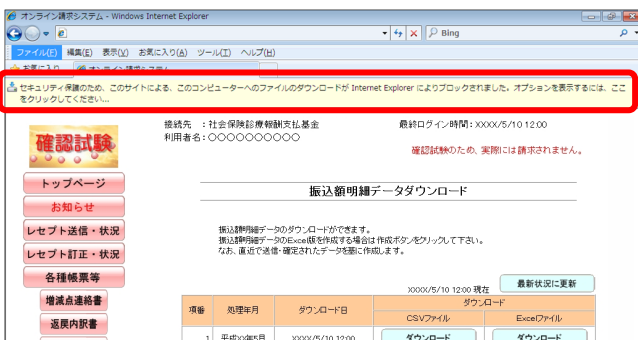 オンライン請求システム - Windows Internet Explorer
Bing
ファイル(F) 編集(E) 表示(V) お気に入り(A) ツール(T) ヘルプ(H)
お気に入り オンライン請求システム
セキュリティ保護のため、このサイトによる、このコンピューターへのファイルのダウンロードが Internet Explorer によりブロックされました。オプションを表示するには、ここ
をクリックしてください...
接続先 : 社会保険診療報酬支払基金 最終ログイン時間 : XXXX/5/10 12:00
利用者名 : 〇〇〇〇〇〇〇〇〇〇
確認試験
確認試験のため、実際には請求されません。
トップページ
お知らせ
レセプト送信・状況
レセプト訂正・状況
各種帳票等
増減点連絡書
返戻内訳書
振込額明細データダウンロード
振込額明細データのダウンロードができます。
振込額明細データのExcel版を作成する場合は作成ボタンをクリックして下さい。
なお、直近で送信・確定されたデータを基に作成します。
XXXX/5/10 12:00 現在 最新状況に更新
項番 処理年月 ダウンロード日 ダウンロード
CSVファイル Excelファイル
1 平成XX年5月 XXXX/5/10 12:00 ダウンロード ダウンロード